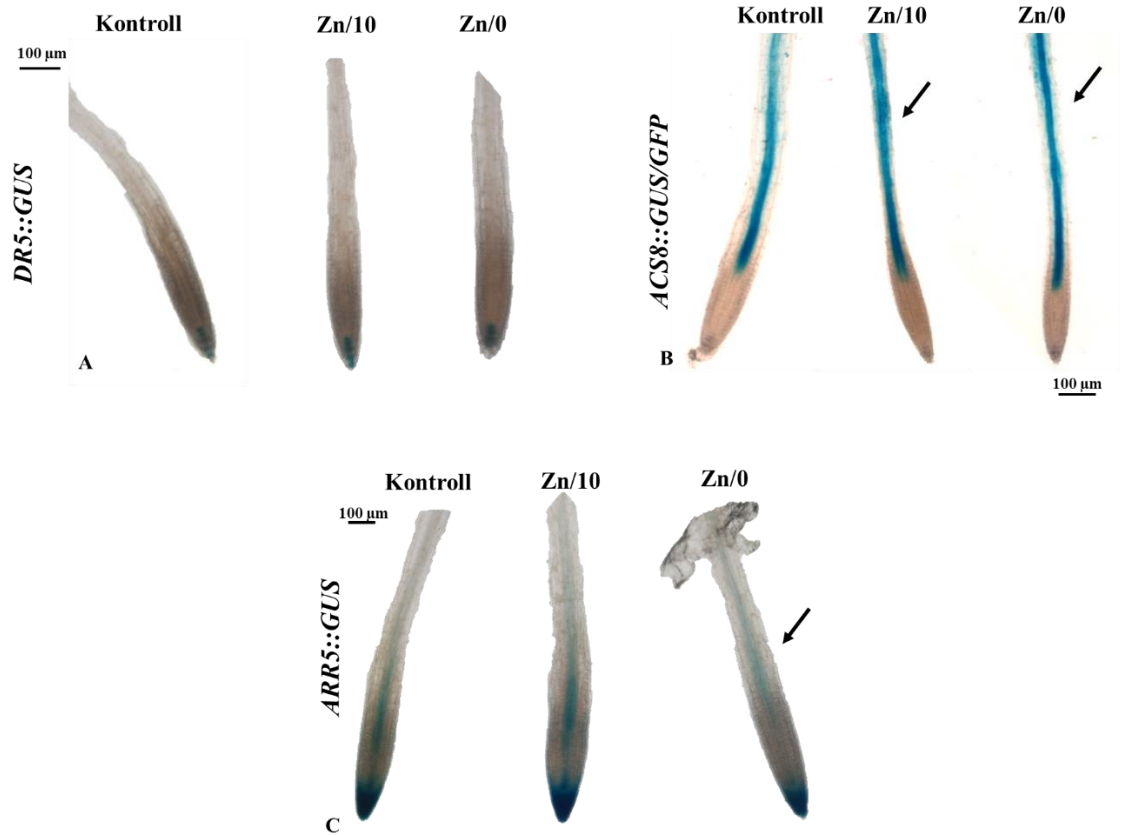 Kontroll Zn/10 Zn/0
100 μm
DR5::GUS
A
Kontroll Zn/10 Zn/0
ACS8::GUS/GFP
B
100 μm
Kontroll Zn/10 Zn/0
100 μm
ARR5::GUS
C